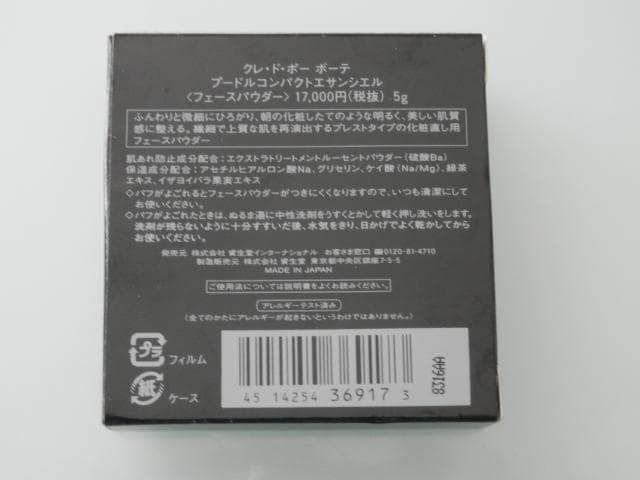 クレ・ド・ポー ボーテ
プードルコンパクトエサンシエル
〈フェースパウダー〉 17,000円(税抜) 5g
ふんわりと微細にひろがり、朝の化粧したてのような明るく、美しい肌質
感に整える。繊細で上質な肌を再演出するプレストタイプの化粧直し用
フェースパウダー
肌あれ防止成分配合：エクストラトリートメントルーセントパウダー(硫酸Ba)
保湿成分配合：アセチルヒアルロン酸Na、グリセリン、ケイ酸(Na/Mg)、緑茶
エキス、イザヨイバラ果実エキス
◇パフがよごれるとフェースパウダーがつきにくくなりますので、いつも清潔にして
お使いください。
◇パフがよごれたときは、ぬるま湯に中性洗剤をうすくとかして軽く押し洗いをします。
洗剤が残らないように十分すすいだ後、水気をきり、日かげでよく乾かしてから
お使いください。
発売元 株式会社 資生堂インターナショナル お客さま窓口 0120-81-4710
製造販売元 株式会社 資生堂 東京都中央区銀座7-5-5
MADE IN JAPAN
ご使用法については説明書をよくお読みください。
アレルギーテスト済み
(全てのかたにアレルギーが起きないというわけではありません。)
プラ フィルム
紙 ケース
4514254369173
8316AA